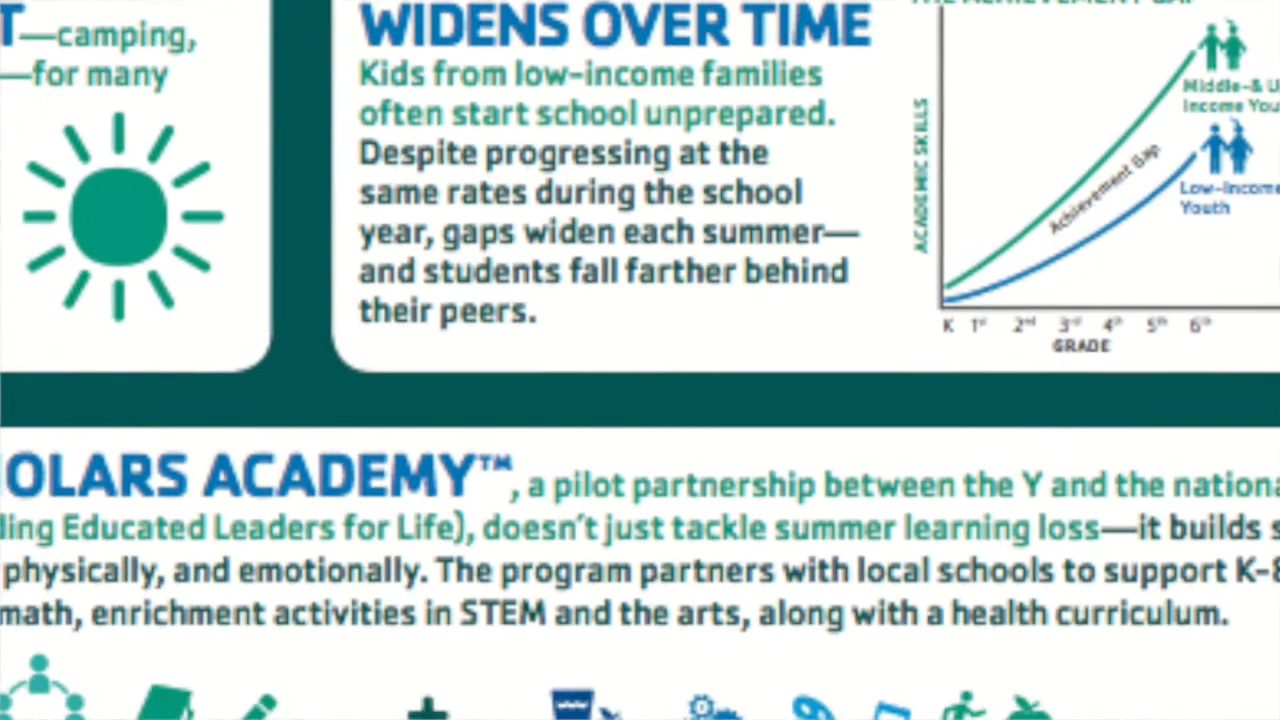 T—camping,
—for many
WIDENS OVER TIME
Kids from low-income families
often start school unprepared.
Despite progressing at the
same rates during the school
year, gaps widen each summer—
and students fall farther behind
their peers.
THE ACHIEVEMENT GAP
ACADEMIC SKILLS
Achievement Gap
Middle-& U
Income You
Low-Income
Youth
K 1st 2nd 3rd 4th 5th 6th
GRADE
OLARS ACADEMY™, a pilot partnership between the Y and the nationa
ding Educated Leaders for Life), doesn't just tackle summer learning loss—it builds s
physically, and emotionally. The program partners with local schools to support K-8
math, enrichment activities in STEM and the arts, along with a health curriculum.